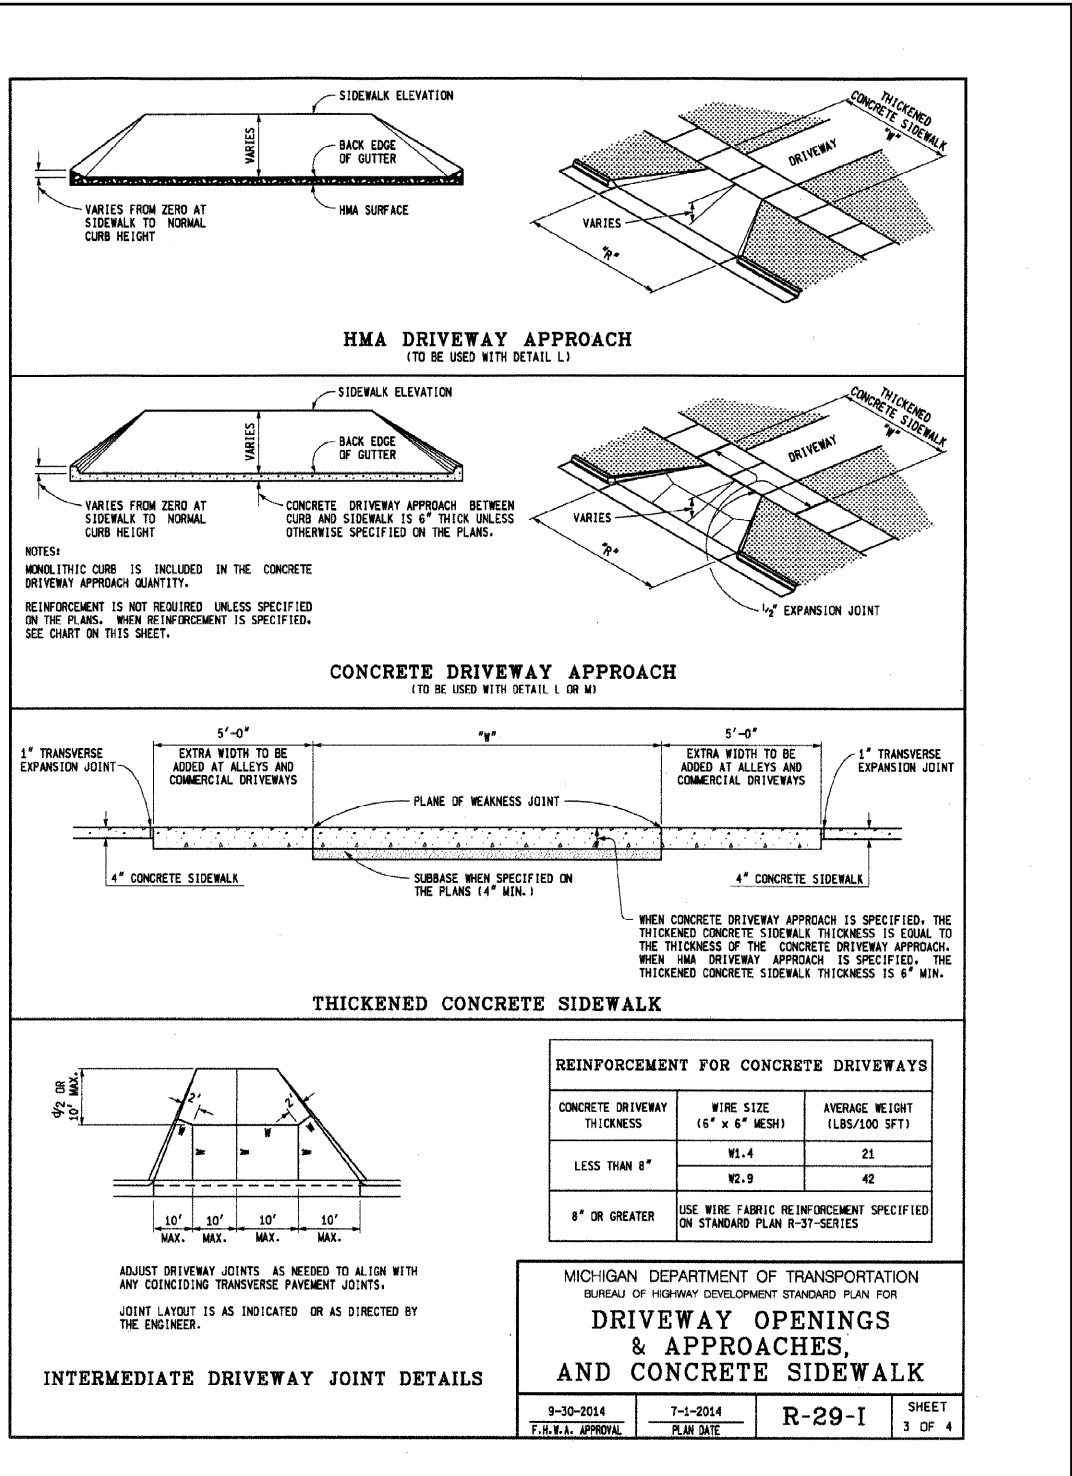 SIDEWALK ELEVATION
VARIES
BACK EDGE
OF GUTTER
VARIES FROM ZERO AT
SIDEWALK TO NORMAL
CURB HEIGHT
HMA SURFACE
THICKENED
CONCRETE SIDEWALK
"W"
DRIVEWAY
VARIES
"R"
HMA DRIVEWAY APPROACH
(TO BE USED WITH DETAIL L)
SIDEWALK ELEVATION
VARIES
BACK EDGE
OF GUTTER
VARIES FROM ZERO AT
SIDEWALK TO NORMAL
CURB HEIGHT
CONCRETE DRIVEWAY APPROACH BETWEEN
CURB AND SIDEWALK IS 6" THICK UNLESS
OTHERWISE SPECIFIED ON THE PLANS.
THICKENED
CONCRETE SIDEWALK
"W"
DRIVEWAY
VARIES
"R"
1/2" EXPANSION JOINT
NOTES:
MONOLITHIC CURB IS INCLUDED IN THE CONCRETE
DRIVEWAY APPROACH QUANTITY.
REINFORCEMENT IS NOT REQUIRED UNLESS SPECIFIED
ON THE PLANS. WHEN REINFORCEMENT IS SPECIFIED,
SEE CHART ON THIS SHEET.
CONCRETE DRIVEWAY APPROACH
(TO BE USED WITH DETAIL L OR M)
5'-0"
"W"
5'-0"
1" TRANSVERSE
EXPANSION JOINT
EXTRA WIDTH TO BE
ADDED AT ALLEYS AND
COMMERCIAL DRIVEWAYS
EXTRA WIDTH TO BE
ADDED AT ALLEYS AND
COMMERCIAL DRIVEWAYS
1" TRANSVERSE
EXPANSION JOINT
PLANE OF WEAKNESS JOINT
4" CONCRETE SIDEWALK
SUBBASE WHEN SPECIFIED ON
THE PLANS (4" MIN.)
4" CONCRETE SIDEWALK
WHEN CONCRETE DRIVEWAY APPROACH IS SPECIFIED, THE
THICKENED CONCRETE SIDEWALK THICKNESS IS EQUAL TO
THE THICKNESS OF THE CONCRETE DRIVEWAY APPROACH.
WHEN HMA DRIVEWAY APPROACH IS SPECIFIED, THE
THICKENED CONCRETE SIDEWALK THICKNESS IS 6" MIN.
THICKENED CONCRETE SIDEWALK
10' MAX.
2'
2'
W
W
W
W
W
W
10'
10'
10'
10'
MAX.
MAX.
MAX.
MAX.
ADJUST DRIVEWAY JOINTS AS NEEDED TO ALIGN WITH
ANY COINCIDING TRANSVERSE PAVEMENT JOINTS.
JOINT LAYOUT IS AS INDICATED OR AS DIRECTED BY
THE ENGINEER.
INTERMEDIATE DRIVEWAY JOINT DETAILS
REINFORCEMENT FOR CONCRETE DRIVEWAYS
CONCRETE DRIVEWAY
THICKNESS
WIRE SIZE
(6" x 6" MESH)
AVERAGE WEIGHT
(LBS/100 SFT)
LESS THAN 8"
W1.4
21
W2.9
42
8" OR GREATER
USE WIRE FABRIC REINFORCEMENT SPECIFIED
ON STANDARD PLAN R-37-SERIES
MICHIGAN DEPARTMENT OF TRANSPORTATION
BUREAU OF HIGHWAY DEVELOPMENT STANDARD PLAN FOR
DRIVEWAY OPENINGS
& APPROACHES,
AND CONCRETE SIDEWALK
9-30-2014
F.H.W.A. APPROVAL
7-1-2014
PLAN DATE
R-29-I
SHEET
3 OF 4